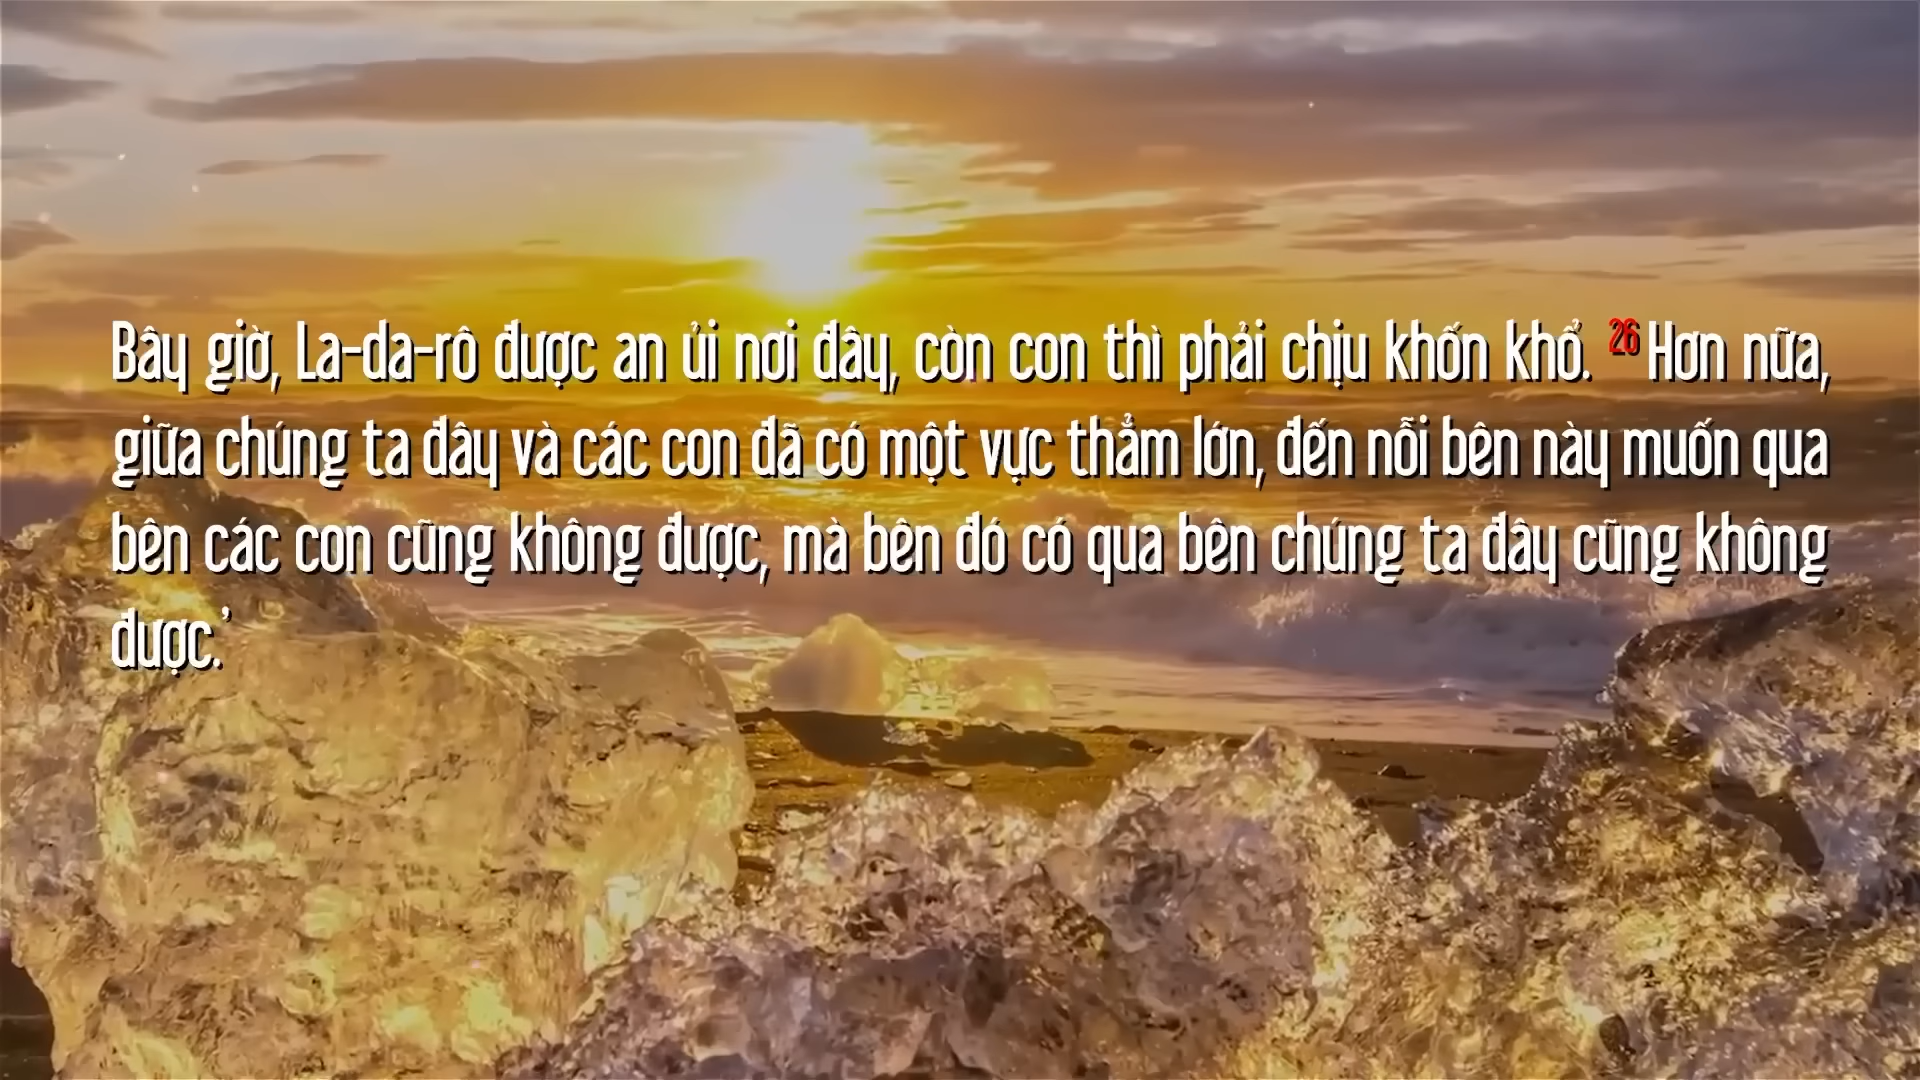 Bây giờ, La-da-rô được an ủi nơi đây, còn con thì phải chịu khốn khổ. 26 Hơn nữa,
giữa chúng ta đây và các con đã có một vực thẳm lớn, đến nỗi bên này muốn qua
bên các con cũng không được, mà bên đó có qua bên chúng ta đây cũng không
được.’